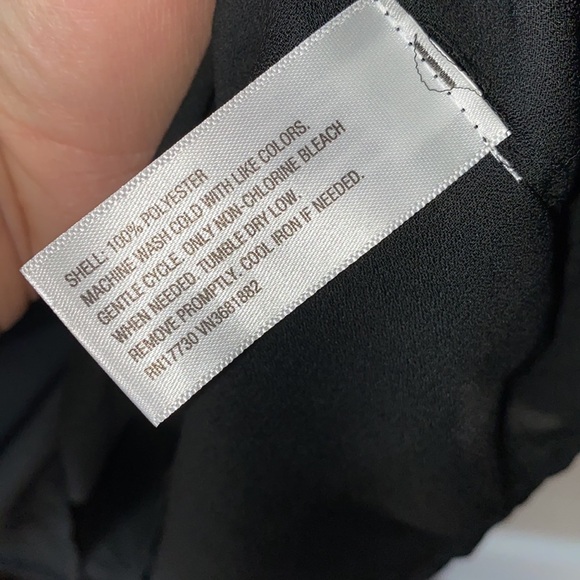 SHELL: 100% POLYESTER
MACHINE WASH COLD WITH LIKE COLORS.
GENTLE CYCLE. ONLY NON-CHLORINE BLEACH
WHEN NEEDED. TUMBLE DRY LOW.
REMOVE PROMPTLY. COOL IRON IF NEEDED.
RN17730 VN3681882